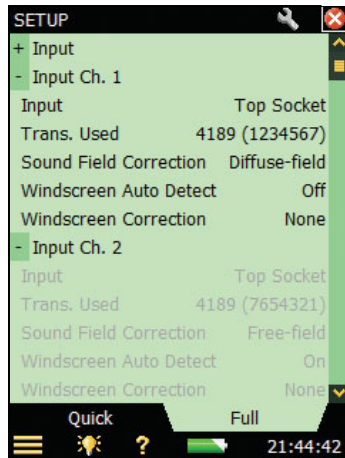 SETUP
+ Input
- Input Ch. 1
Input Top Socket
Trans. Used 4189 (1234567)
Sound Field Correction Diffuse-field
Windscreen Auto Detect Off
Windscreen Correction None
- Input Ch. 2
Input Top Socket
Trans. Used 4189 (7654321)
Sound Field Correction Free-field
Windscreen Auto Detect On
Windscreen Correction None
Quick Full
? 21:44:42